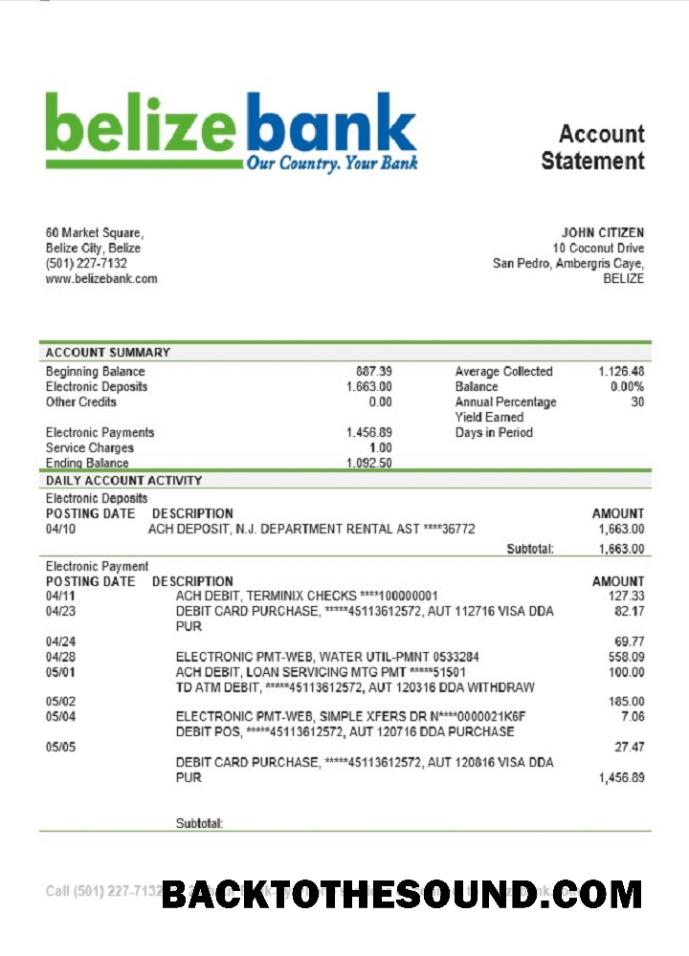 belize bank
Our Country. Your Bank
Account
Statement
60 Market Square,
Belize City, Belize
(501) 227-7132
www.belizebank.com
JOHN CITIZEN
10 Coconut Drive
San Pedro, Ambergris Caye,
BELIZE
ACCOUNT SUMMARY
Beginning Balance 887.39 Average Collected 1.126.48
Electronic Deposits 1.663.00 Balance 0.00%
Other Credits 0.00 Annual Percentage 30
Yield Earned
Electronic Payments 1.456.89 Days in Period
Service Charges 1.00
Ending Balance 1.092.50
DAILY ACCOUNT ACTIVITY
Electronic Deposits
POSTING DATE DESCRIPTION AMOUNT
04/10 ACH DEPOSIT, N.J. DEPARTMENT RENTAL AST ****36772 1,663.00
Subtotal: 1,663.00
Electronic Payment
POSTING DATE DESCRIPTION AMOUNT
04/11 ACH DEBIT, TERMINIX CHECKS ****100000001 127.33
04/23 DEBIT CARD PURCHASE, *****45113612572, AUT 112716 VISA DDA 82.17
PUR
04/24 69.77
04/28 ELECTRONIC PMT-WEB, WATER UTIL-PMNT 0533284 558.09
05/01 ACH DEBIT, LOAN SERVICING MTG PMT *****51501 100.00
TD ATM DEBIT, *****45113612572, AUT 120316 DDA WITHDRAW
05/02 185.00
05/04 ELECTRONIC PMT-WEB, SIMPLE XFERS DR N****0000021K6F 7.06
DEBIT POS, *****45113612572, AUT 120716 DDA PURCHASE
05/05 27.47
DEBIT CARD PURCHASE, *****45113612572, AUT 120816 VISA DDA
PUR 1,456.89
Subtotal:
Call (501) 227-7132
BACKTOTHESOUND.COM